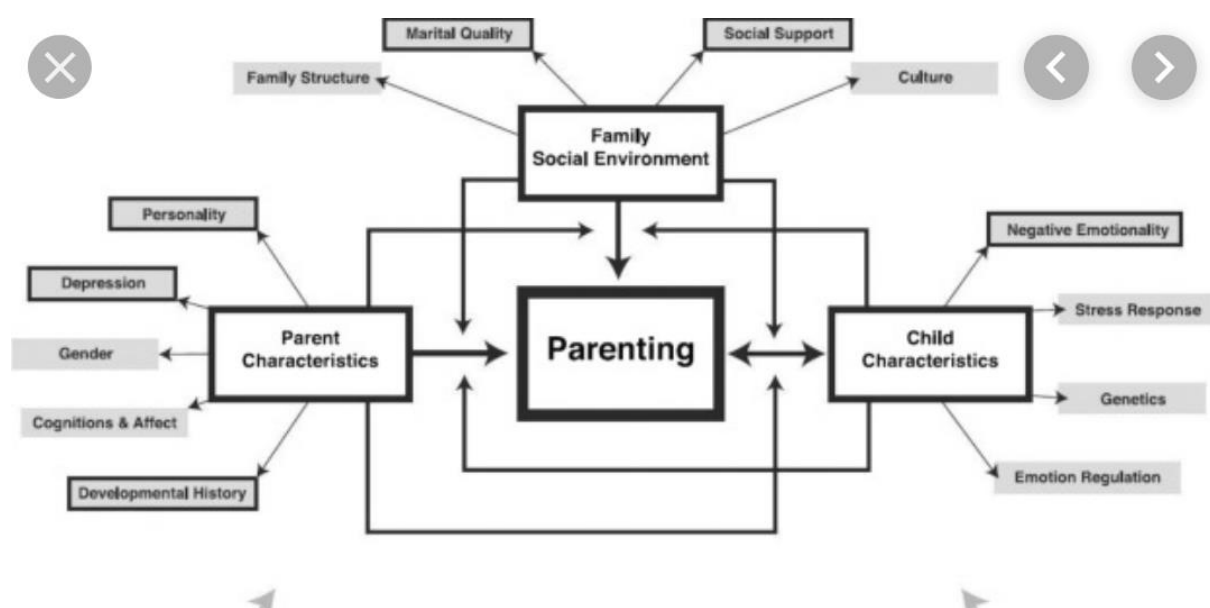 Marital Quality
Social Support
Family Structure
Culture
Family
Social Environment
Personality
Negative Emotionality
Depression
Stress Response
Parent
Characteristics
Parenting
Child
Characteristics
Gender
Genetics
Cognitions & Affect
Emotion Regulation
Developmental History